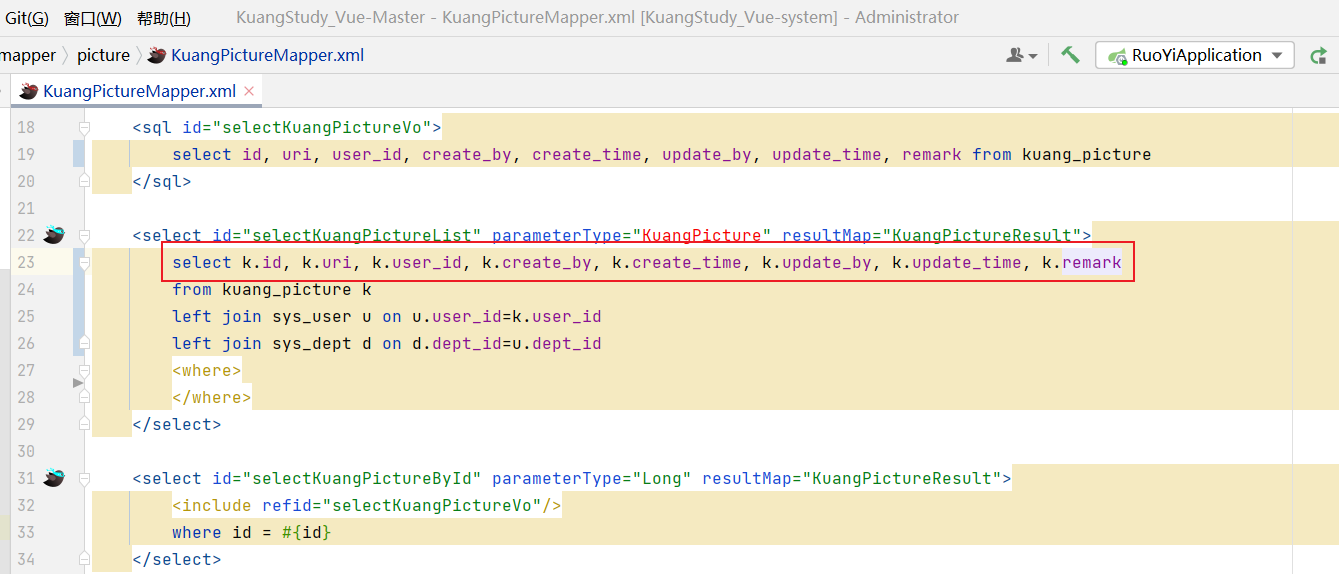 Git(G) 窗口(W) 帮助(H) KuangStudy_Vue-Master - KuangPictureMapper.xml [KuangStudy_Vue-system] - Administrator
mapper picture KuangPictureMapper.xml RuoYiApplication
KuangPictureMapper.xml
18 <sql id="selectKuangPictureVo">
19 select id, uri, user_id, create_by, create_time, update_by, update_time, remark from kuang_picture
20 </sql>
21
22 <select id="selectKuangPictureList" parameterType="KuangPicture" resultMap="KuangPictureResult">
23 select k.id, k.uri, k.user_id, k.create_by, k.create_time, k.update_by, k.update_time, k.remark
24 from kuang_picture k
25 left join sys_user u on u.user_id=k.user_id
26 left join sys_dept d on d.dept_id=u.dept_id
27 <where>
28 </where>
29 </select>
30
31 <select id="selectKuangPictureById" parameterType="Long" resultMap="KuangPictureResult">
32 <include refid="selectKuangPictureVo"/>
33 where id = #{id}
34 </select>